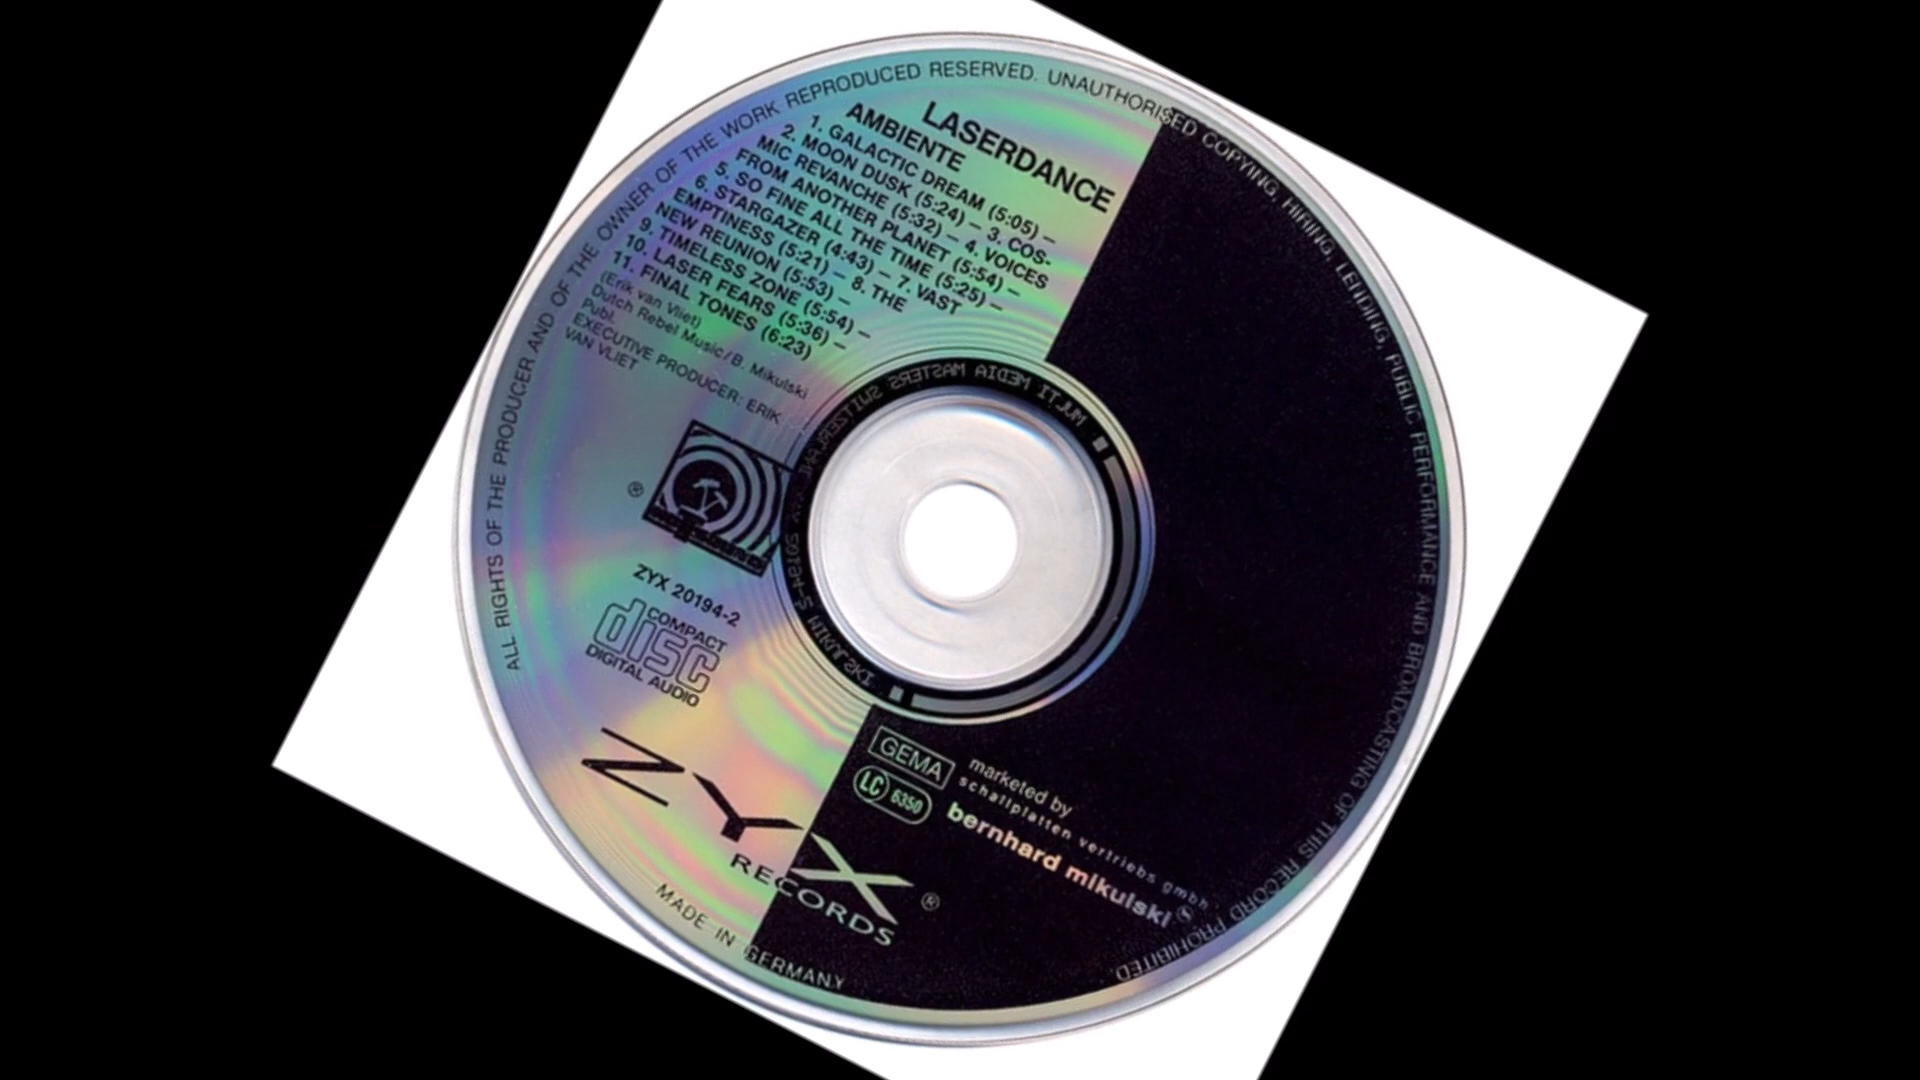 LASERDANCE
AMBIENTE
1. GALACTIC DREAM (5:05) –
2. MOON DUSK (5:24) – 3. COS-
MIC REVANCHE (5:32) – 4. VOICES
FROM ANOTHER PLANET (5:54) –
5. SO FINE ALL THE TIME (5:25) –
6. STARGAZER (4:43) – 7. VAST
EMPTINESS (5:21) – 8. THE
NEW REUNION (5:53) –
9. TIMELESS ZONE (5:54) –
10. LASER FEARS (5:36) –
11. FINAL TONES (6:23)
(Erik van Vliet)
Dutch Rebel Music/B. Mikulski
Publ.
EXECUTIVE PRODUCER: ERIK
VAN VLIET
®
ZYX 20194-2
COMPACT
disc
DIGITAL AUDIO
ZYX
RECORDS ®
GEMA
LC 6350
marketed by
schallplatten vertriebs gmbh
bernhard mikulski
MADE IN GERMANY
ALL RIGHTS OF THE PRODUCER AND OF THE OWNER OF THE WORK REPRODUCED RESERVED. UNAUTHORISED COPYING, HIRING, LENDING, PUBLIC PERFORMANCE AND BROADCASTING OF THIS RECORD PROHIBITED.
MULTI MEDIA MASTERS SWITZERLAND ZYX 20194-2 MIKULSKI